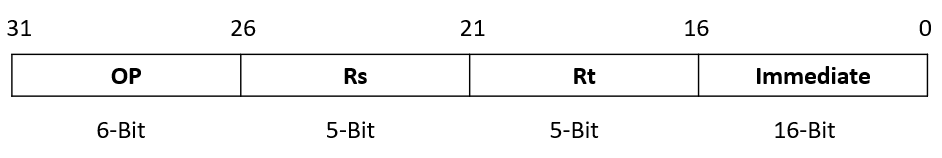 31 26 21 16 0
OP Rs Rt Immediate
6-Bit 5-Bit 5-Bit 16-Bit